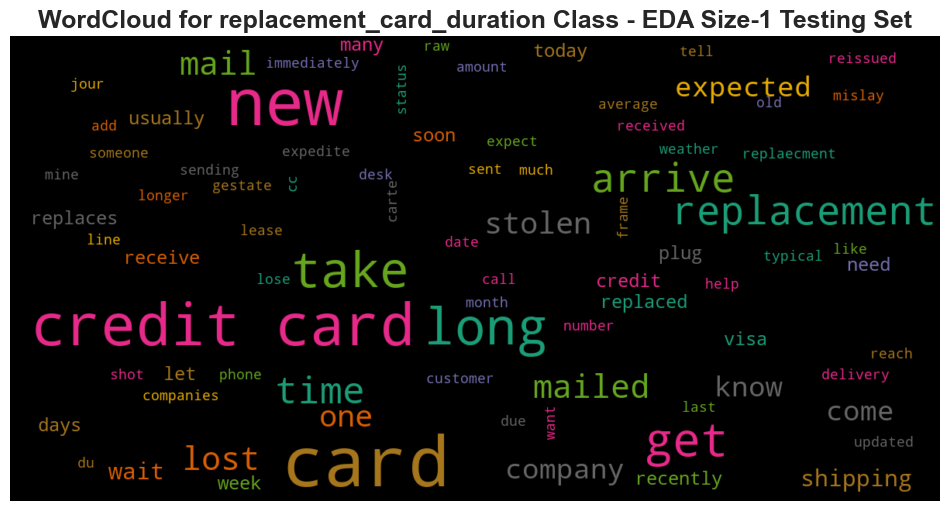 WordCloud for replacement_card_duration Class - EDA Size-1 Testing Set
many
raw
today
tell
mail
immediately
amount
reissued
jour
new
status
expected
old
average
mislay
add
usually
soon
expect
received
someone
expedite
weather
replaecment
mine
sending
gestate
cc
desk
carte
sent
much
arrive
longer
replaces
stolen
frame
replacement
line
lease
date
receive
plug
typical
like
need
lose
take
call
credit
help
month
replaced
credit card
long
number
visa
reach
shot
let
phone
customer
delivery
companies
time
mailed
know
one
last
come
days
due
want
get
updated
du
wait
lost
card
company
week
recently
shipping